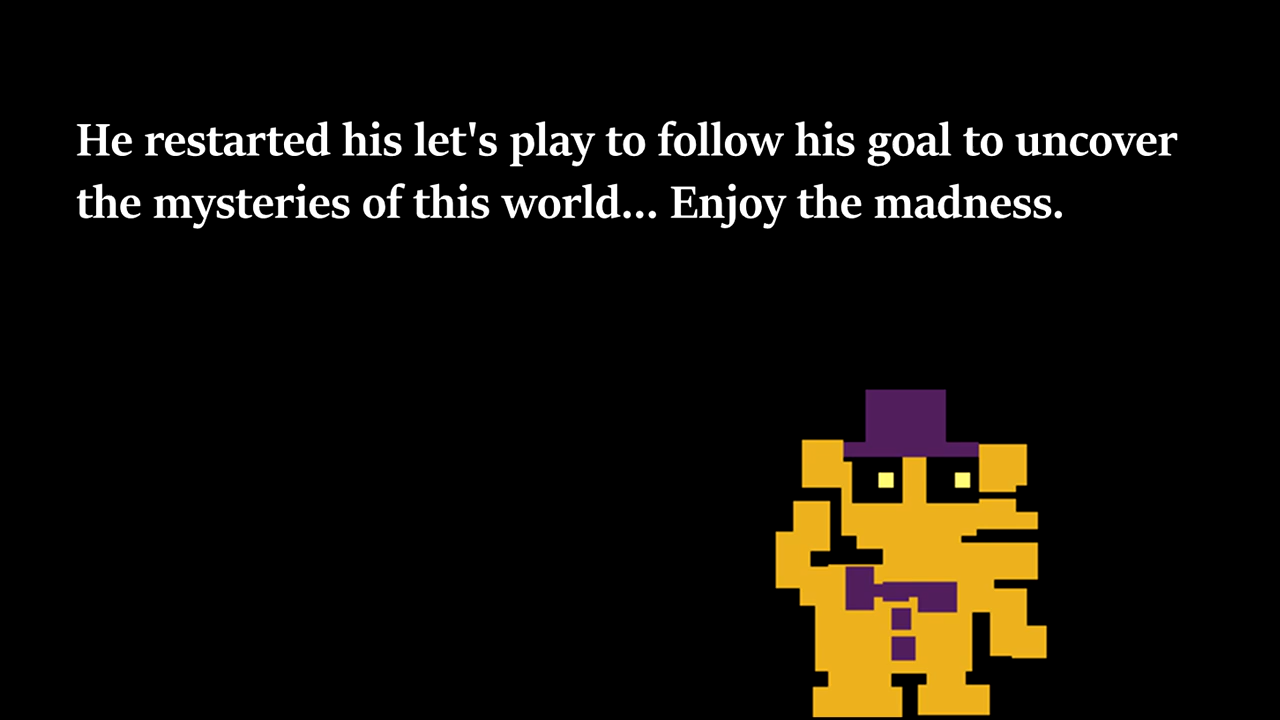 He restarted his let's play to follow his goal to uncover
the mysteries of this world... Enjoy the madness.